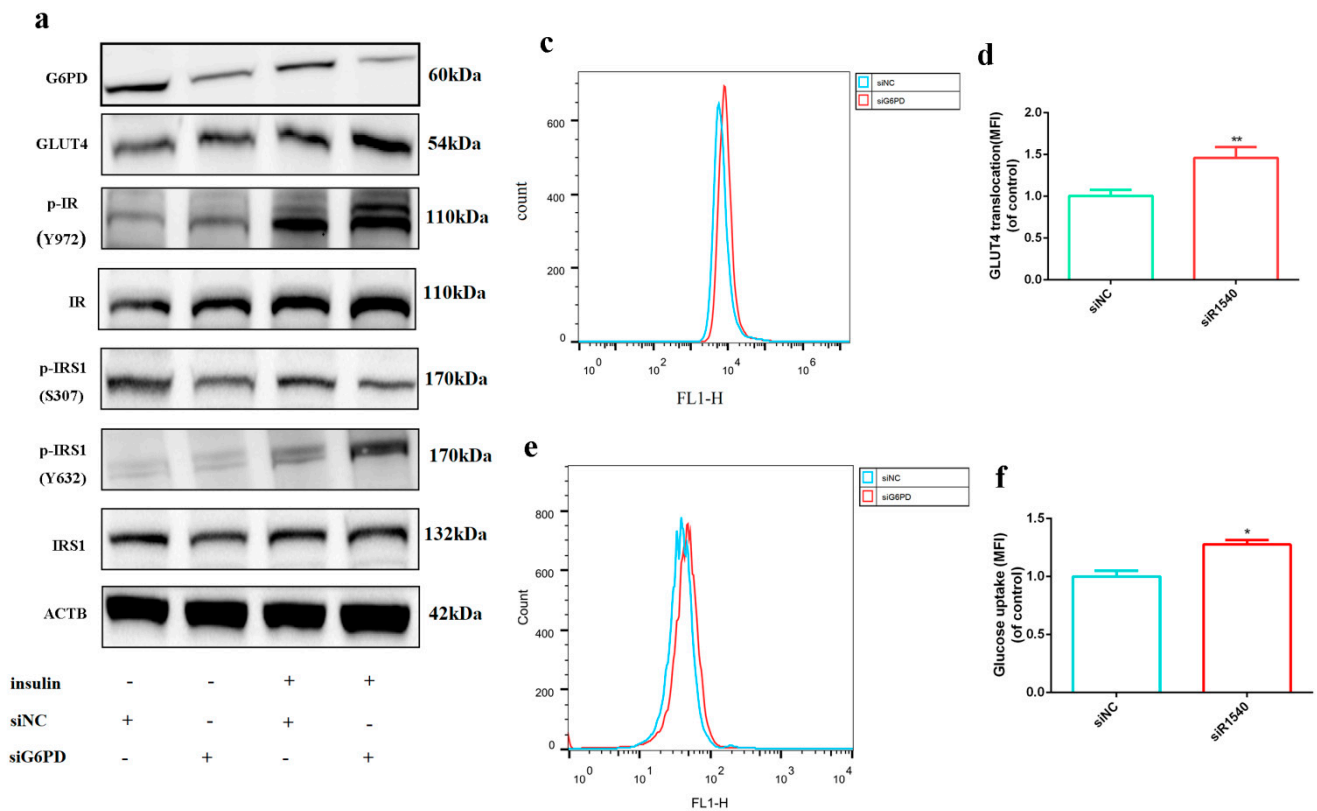 a
G6PD
60kDa
GLUT4
54kDa
p-IR
(Y972)
110kDa
IR
110kDa
p-IRS1
(S307)
170kDa
p-IRS1
(Y632)
170kDa
IRS1
132kDa
ACTB
42kDa
insulin - - + +
siNC + - + -
siG6PD - + - +
c
siNC
siG6PD
count
600
400
200
0
10^0 10^2 10^4 10^6
FL1-H
d
GLUT4 translocation(MFI)
(of control)
2.0
1.5
1.0
0.5
0.0
**
siNC
siR1540
e
siNC
siG6PD
Count
800
600
400
200
0
10^0 10^1 10^2 10^3 10^4
FL1-H
f
Glucose uptake (MFI)
(of control)
1.5
1.0
0.5
0.0
*
siNC
siR1540